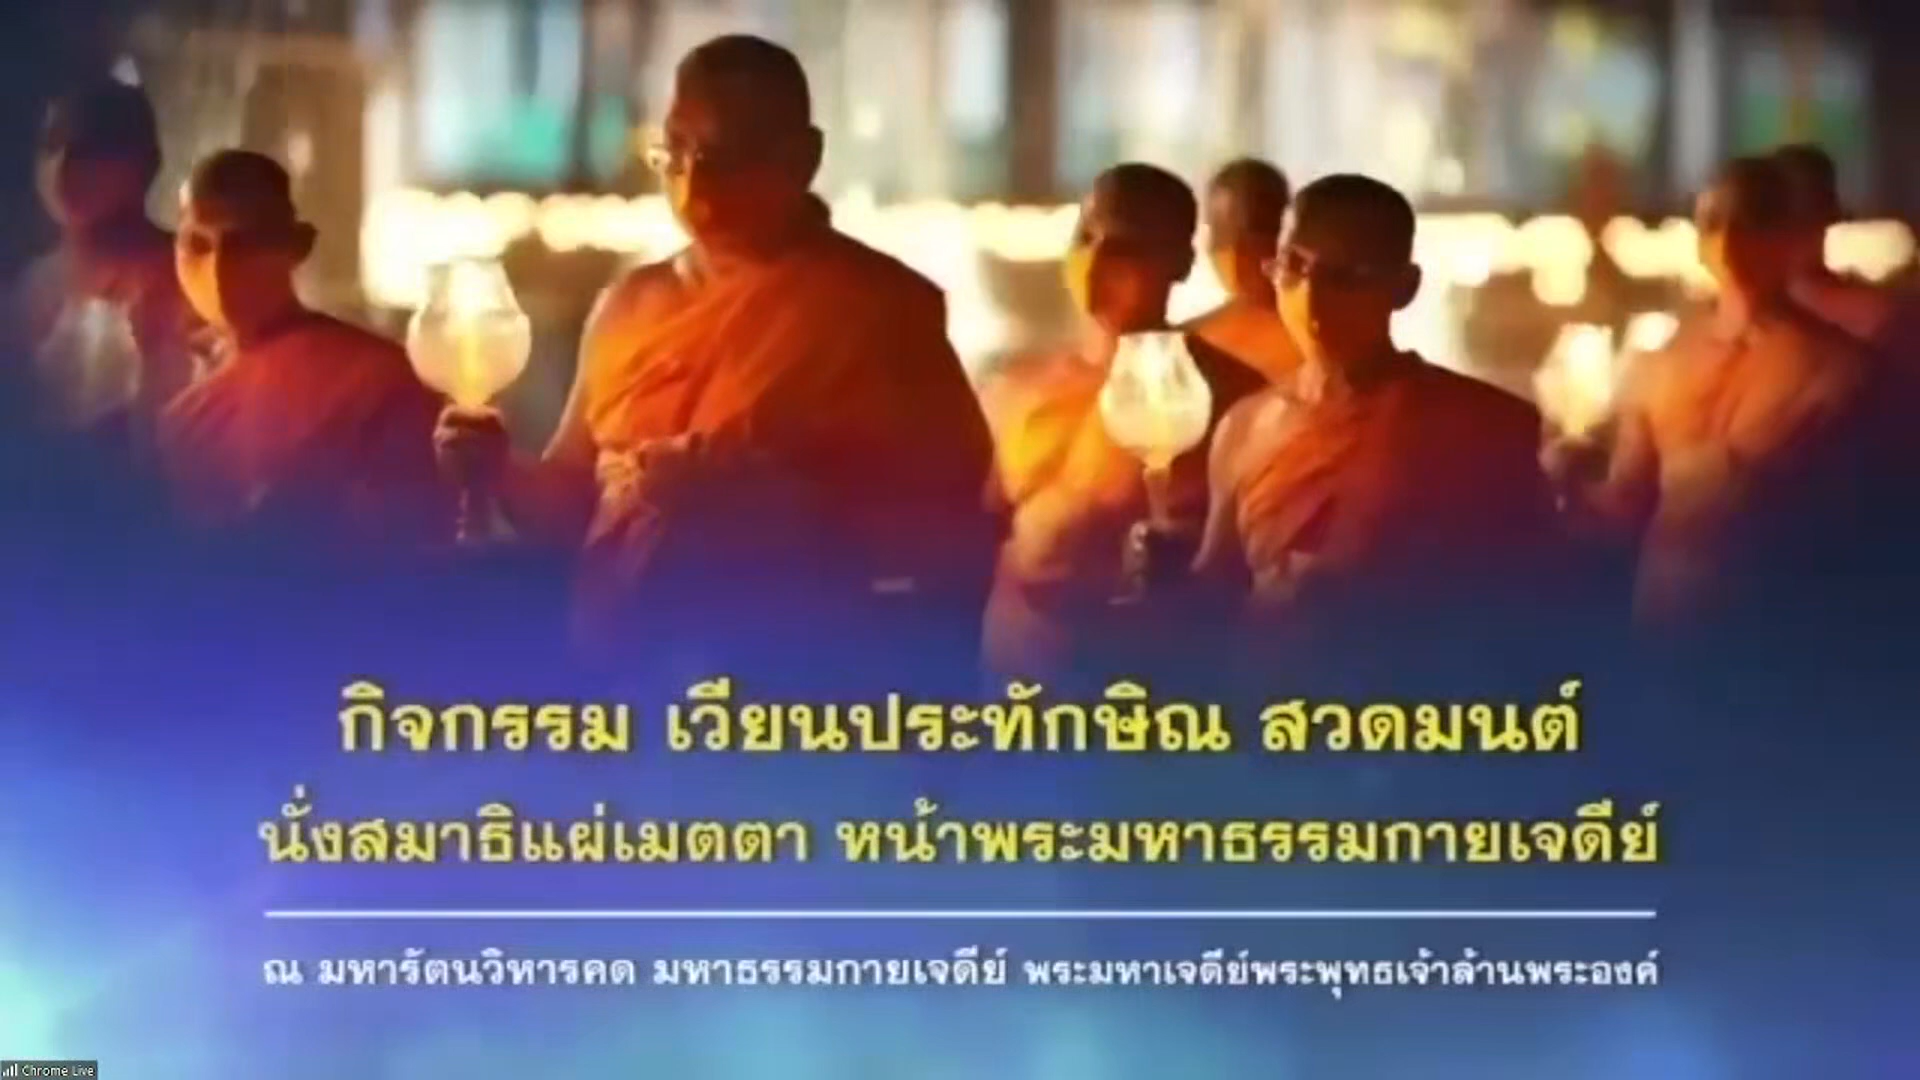 กิจกรรม เวียนประทักษิณ สวดมนต์
นั่งสมาธิแผ่เมตตา หน้าพระมหาธรรมกายเจดีย์
ณ มหารัตนวิหารคด มหาธรรมกายเจดีย์ พระมหาเจดีย์พระพุทธเจ้าล้านพระองค์
Chrome Live